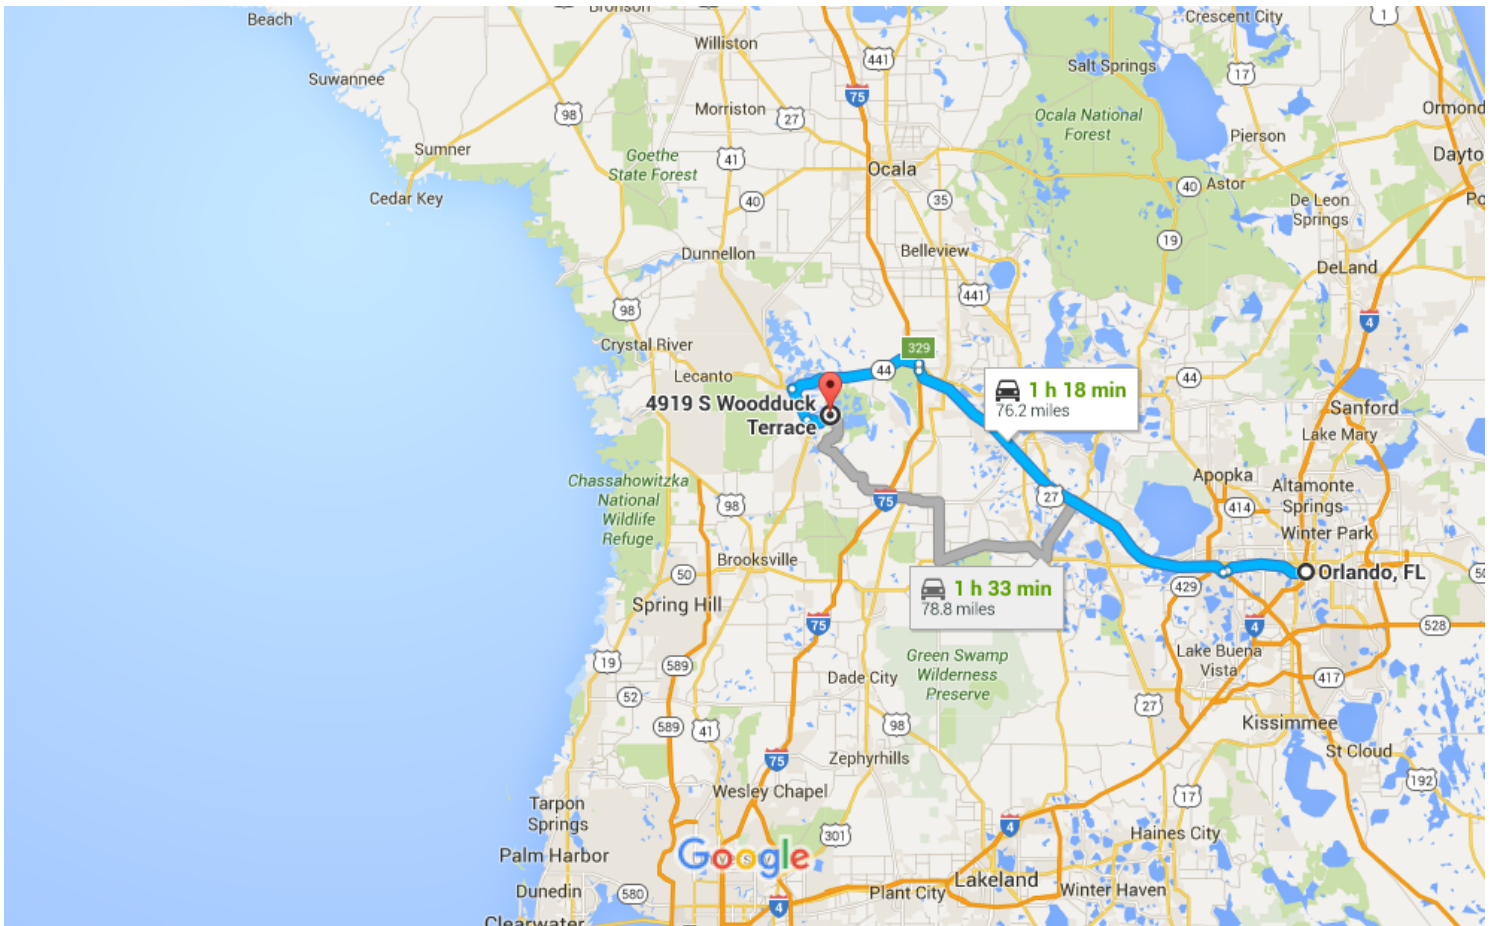 Beach
Bronson
Crescent City
1
Williston
441
Suwannee
Salt Springs
17
75
98
Morriston
27
Ocala National
Forest
Ormond
Pierson
Sumner
Goethe
State Forest
41
Ocala
Dayto
Cedar Key
40
35
40
Astor
De Leon
Springs
Po
19
Dunnellon
Belleview
DeLand
441
98
4
Crystal River
329
Lecanto
44
44
1 h 18 min
76.2 miles
4919 S Woodduck
Terrace
Sanford
Lake Mary
Chassahowitzka
National
Wildlife
Refuge
98
75
27
Apopka
414
Altamonte
Springs
Winter Park
Brooksville
50
Orlando, FL
50
429
1 h 33 min
78.8 miles
Spring Hill
75
4
528
19
589
Green Swamp
Wilderness
Preserve
Lake Buena
Vista
417
52
Dade City
27
589
41
98
Kissimmee
St Cloud
75
Zephyrhills
192
Wesley Chapel
17
Tarpon
Springs
301
4
Haines City
Google
Palm Harbor
Dunedin
580
4
Plant City
Lakeland
Winter Haven
Clearwater